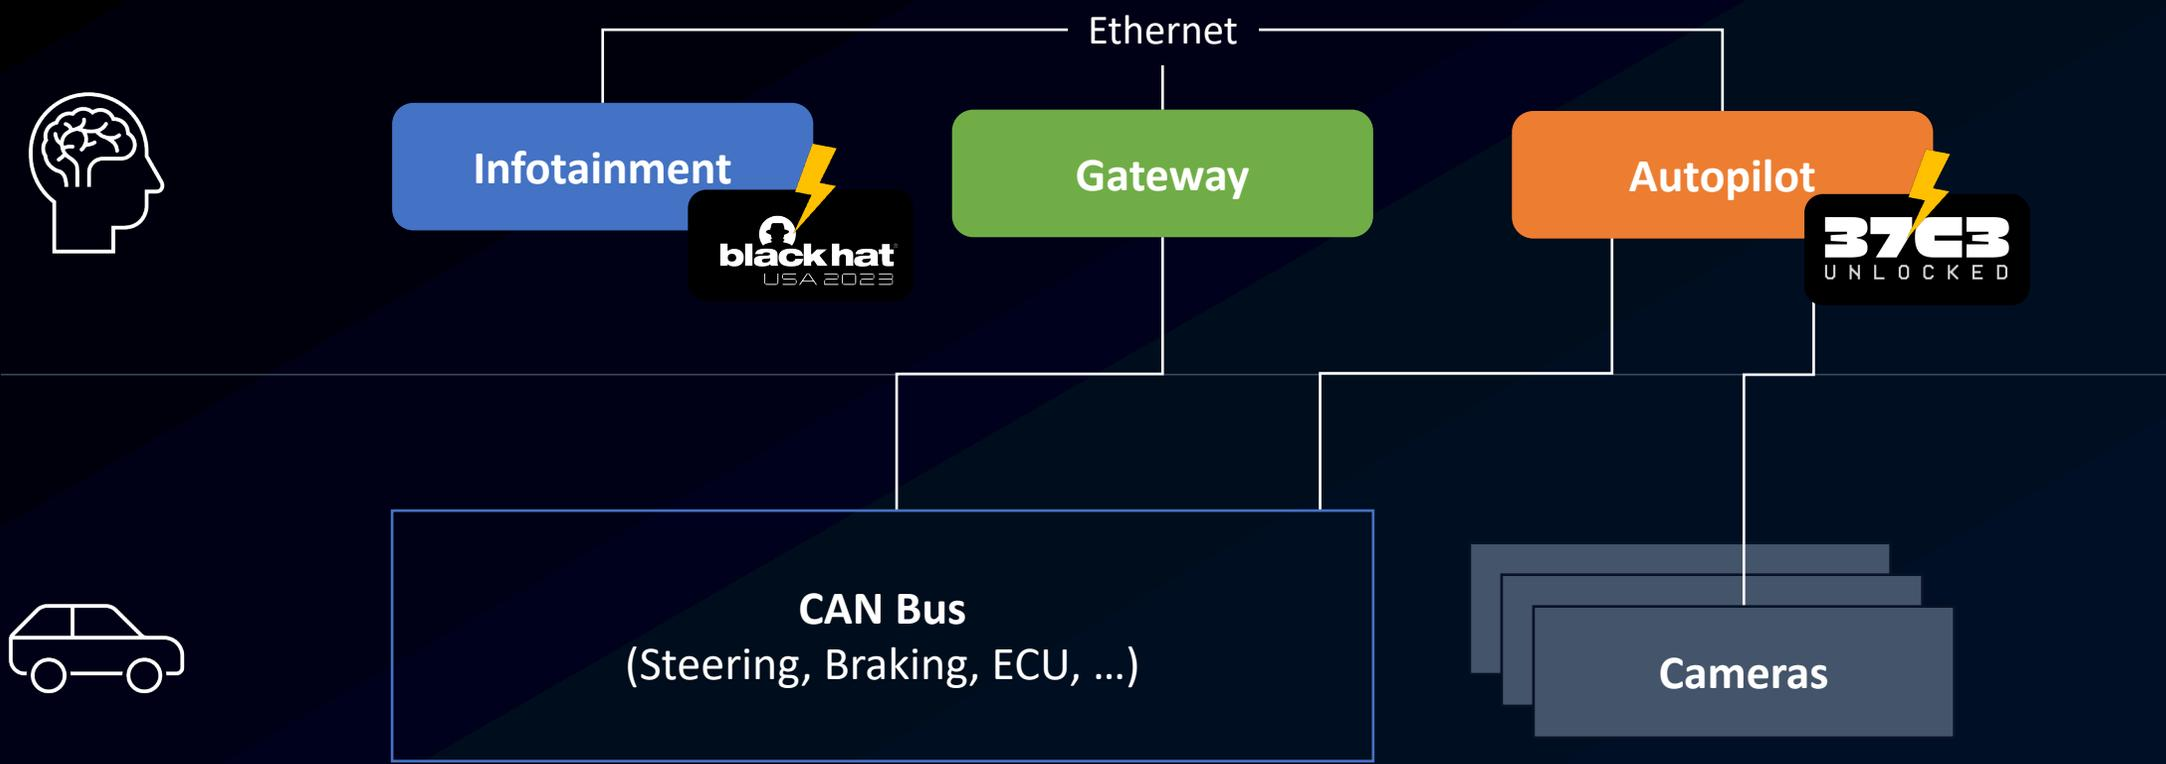 Ethernet
Infotainment
Gateway
Autopilot
black hat
USA 2023
37C3
UNLOCKED
CAN Bus
(Steering, Braking, ECU, ...)
Cameras